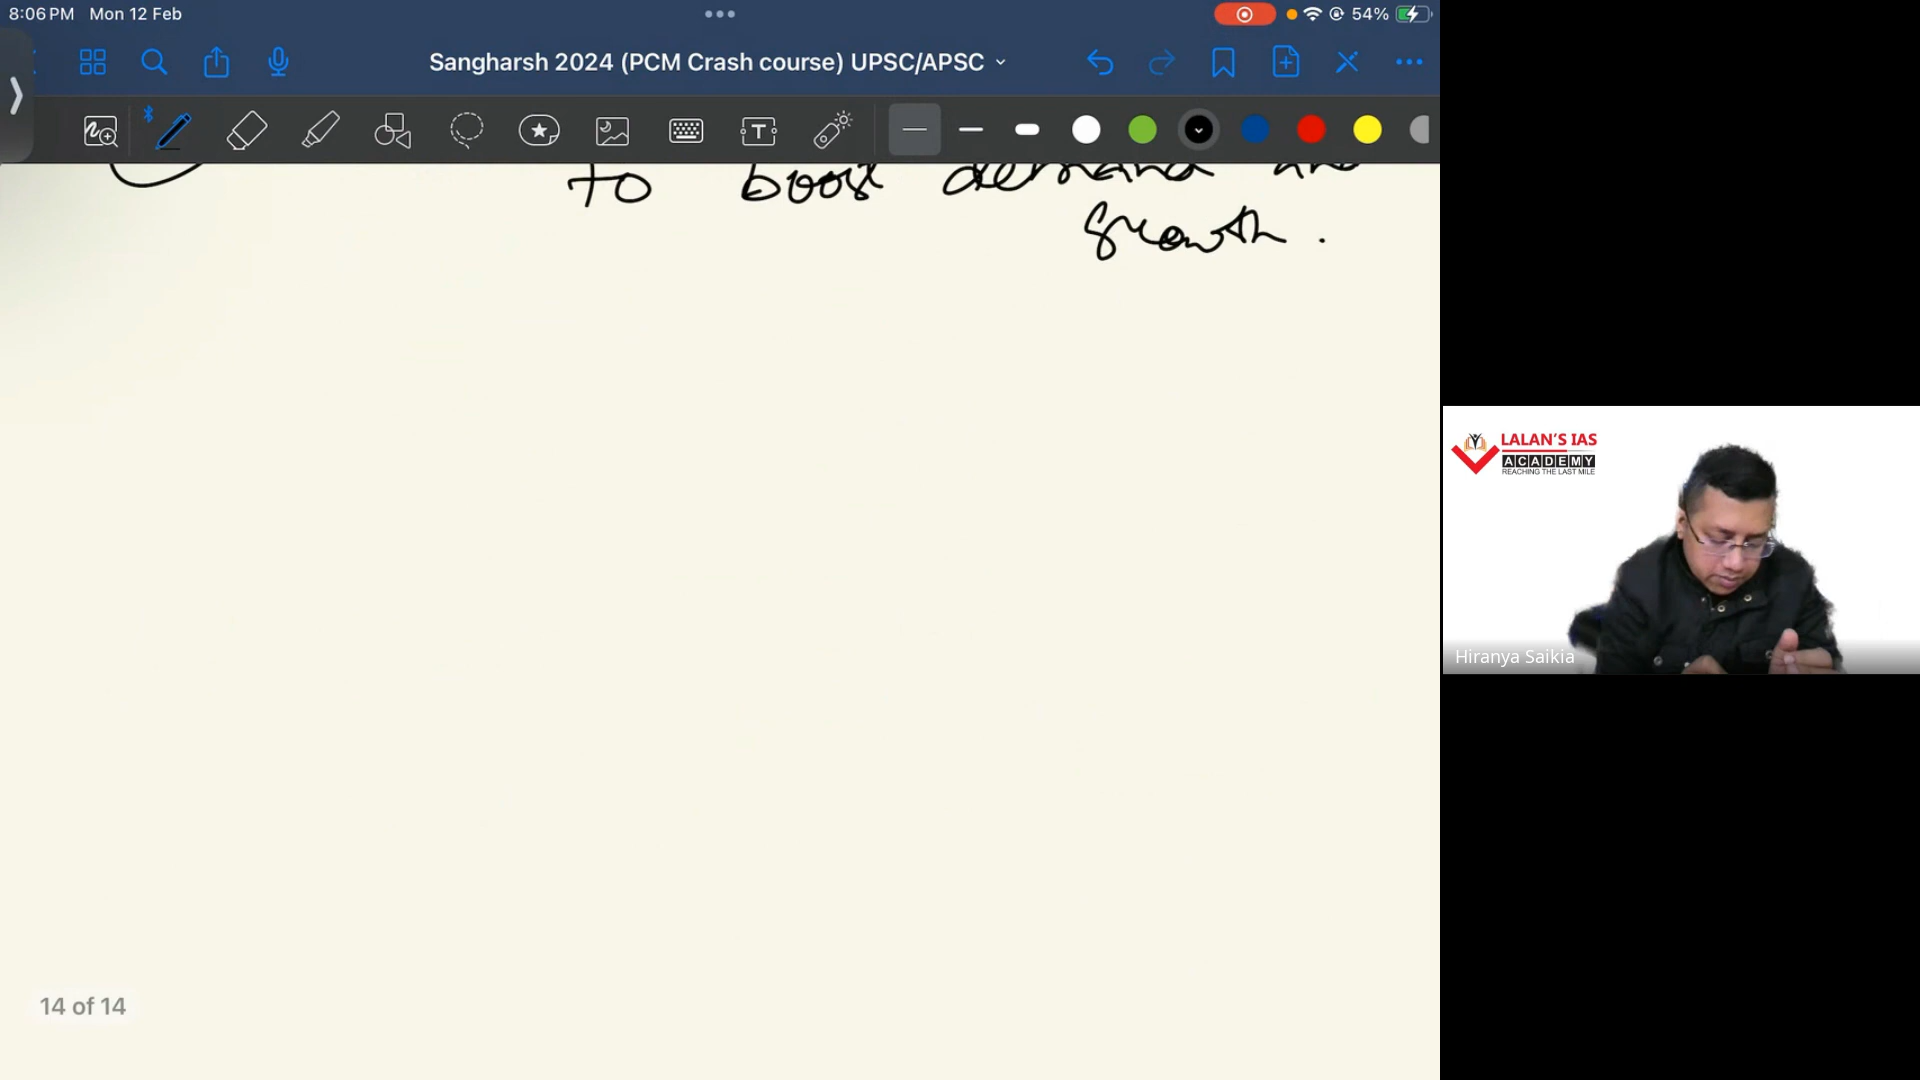 8:06 PM Mon 12 Feb
54%
Sangharsh 2024 (PCM Crash course) UPSC/APSC
T
to boost demand and
growth.
14 of 14
LALAN'S IAS
ACADEMY
REACHING THE LAST MILE
Hiranya Saikia